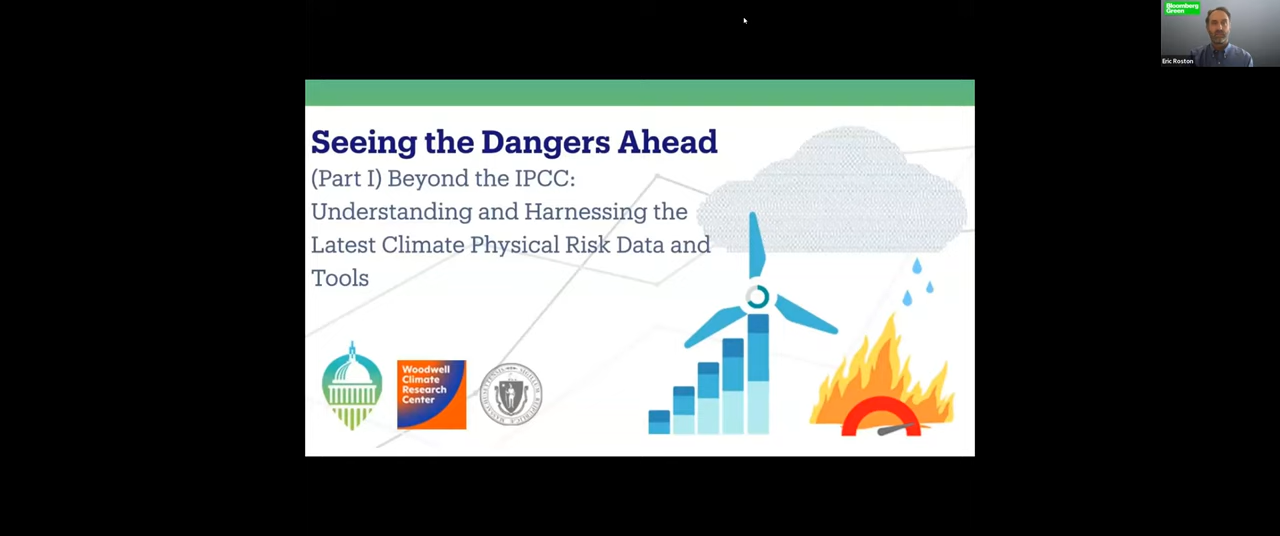 Bloomberg
Green
Eric Roston
Seeing the Dangers Ahead
(Part I) Beyond the IPCC:
Understanding and Harnessing the
Latest Climate Physical Risk Data and
Tools
Woodwell
Climate
Research
Center